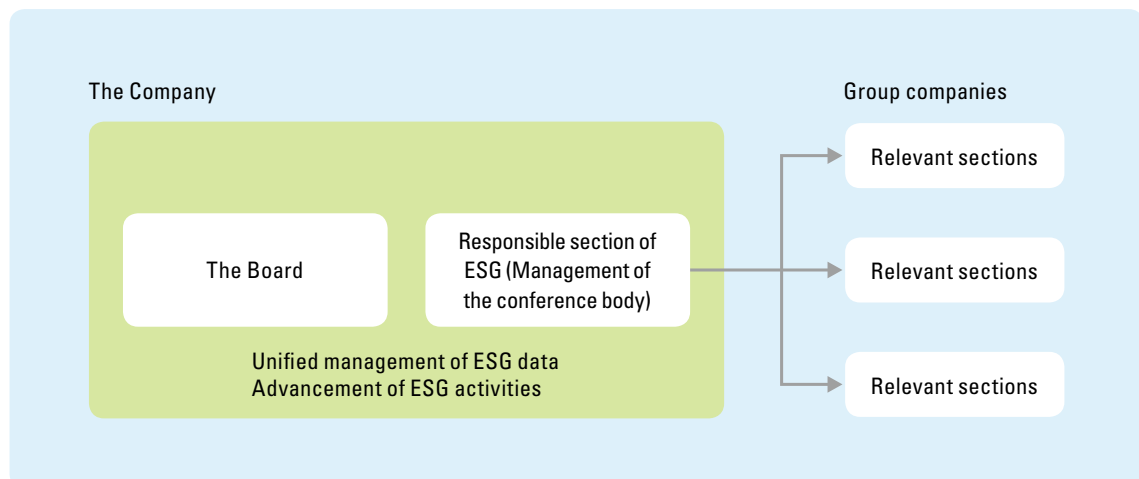 The Company
Group companies
The Board
Responsible section of
ESG (Management of
the conference body)
Unified management of ESG data
Advancement of ESG activities
Relevant sections
Relevant sections
Relevant sections